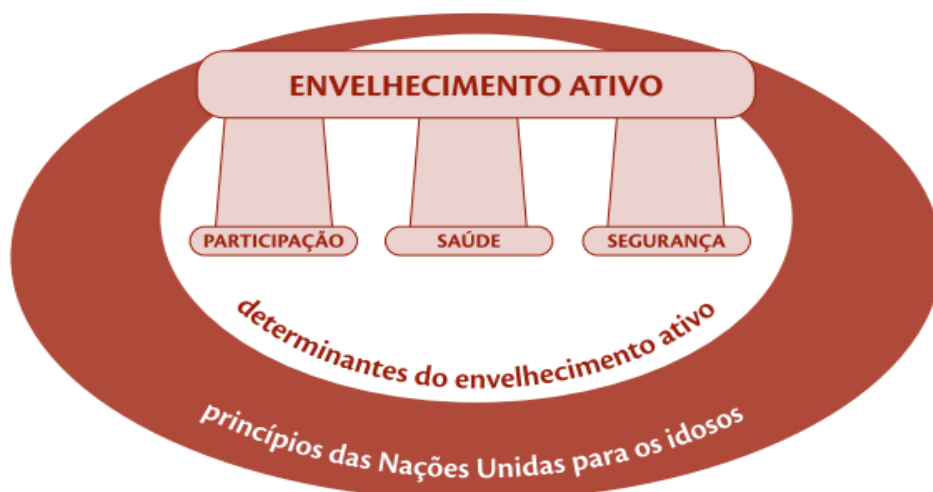 ENVELHECIMENTO ATIVO
PARTICIPAÇÃO
SAÚDE
SEGURANÇA
determinantes do envelhecimento ativo
princípios das Nações Unidas para os idosos